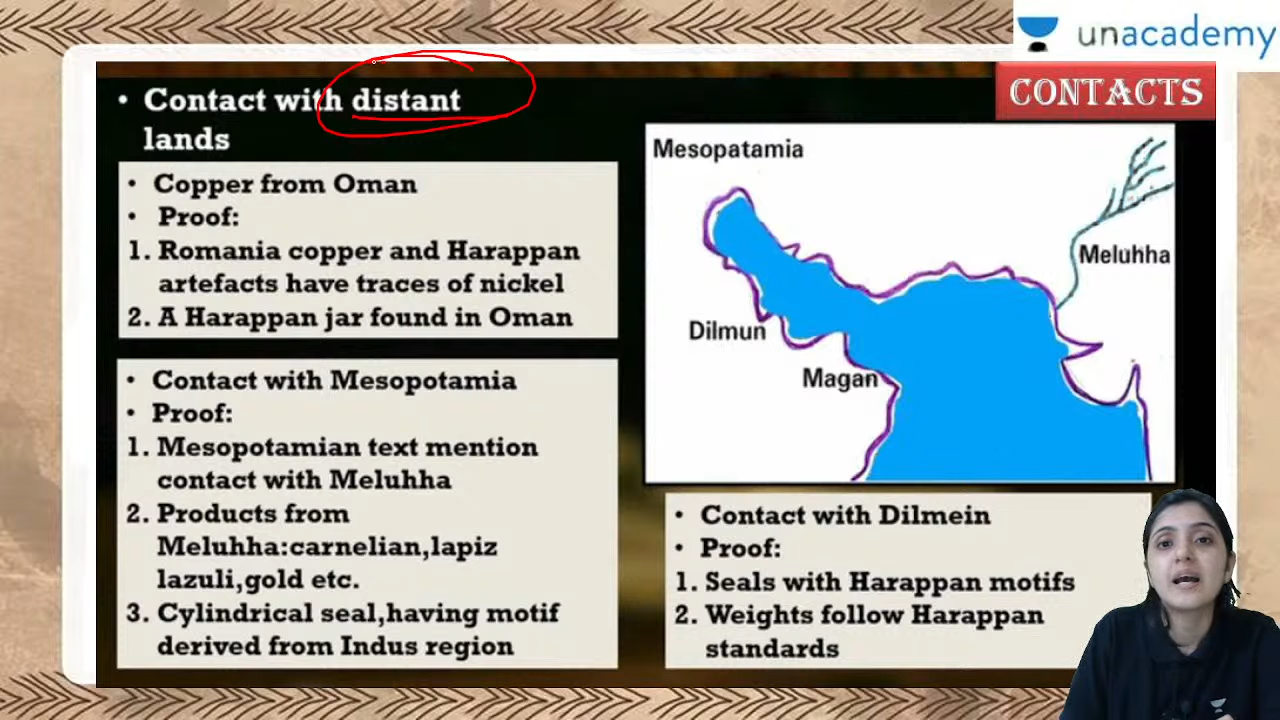 unacademy
CONTACTS
• Contact with distant
lands
• Copper from Oman
• Proof:
1. Romania copper and Harappan
artefacts have traces of nickel
2. A Harappan jar found in Oman
• Contact with Mesopotamia
• Proof:
1. Mesopotamian text mention
contact with Meluhha
2. Products from
Meluhha:carnelian,lapiz
lazuli,gold etc.
3. Cylindrical seal,having motif
derived from Indus region
Mesopatamia
Meluhha
Dilmun
Magan
• Contact with Dilmein
• Proof:
1. Seals with Harappan motifs
2. Weights follow Harappan
standards